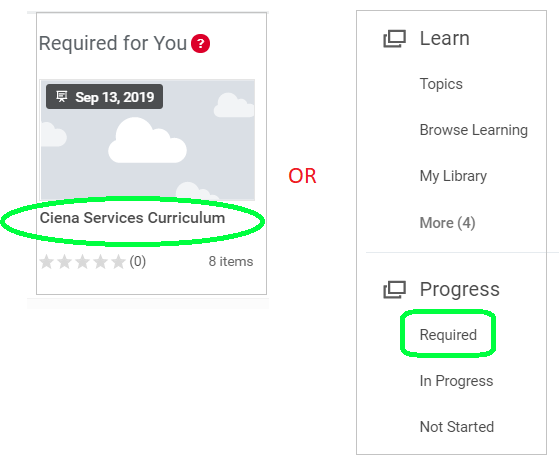 Required for You ?
Sep 13, 2019
Ciena Services Curriculum
(0) 8 items
OR
Learn
Topics
Browse Learning
My Library
More (4)
Progress
Required
In Progress
Not Started